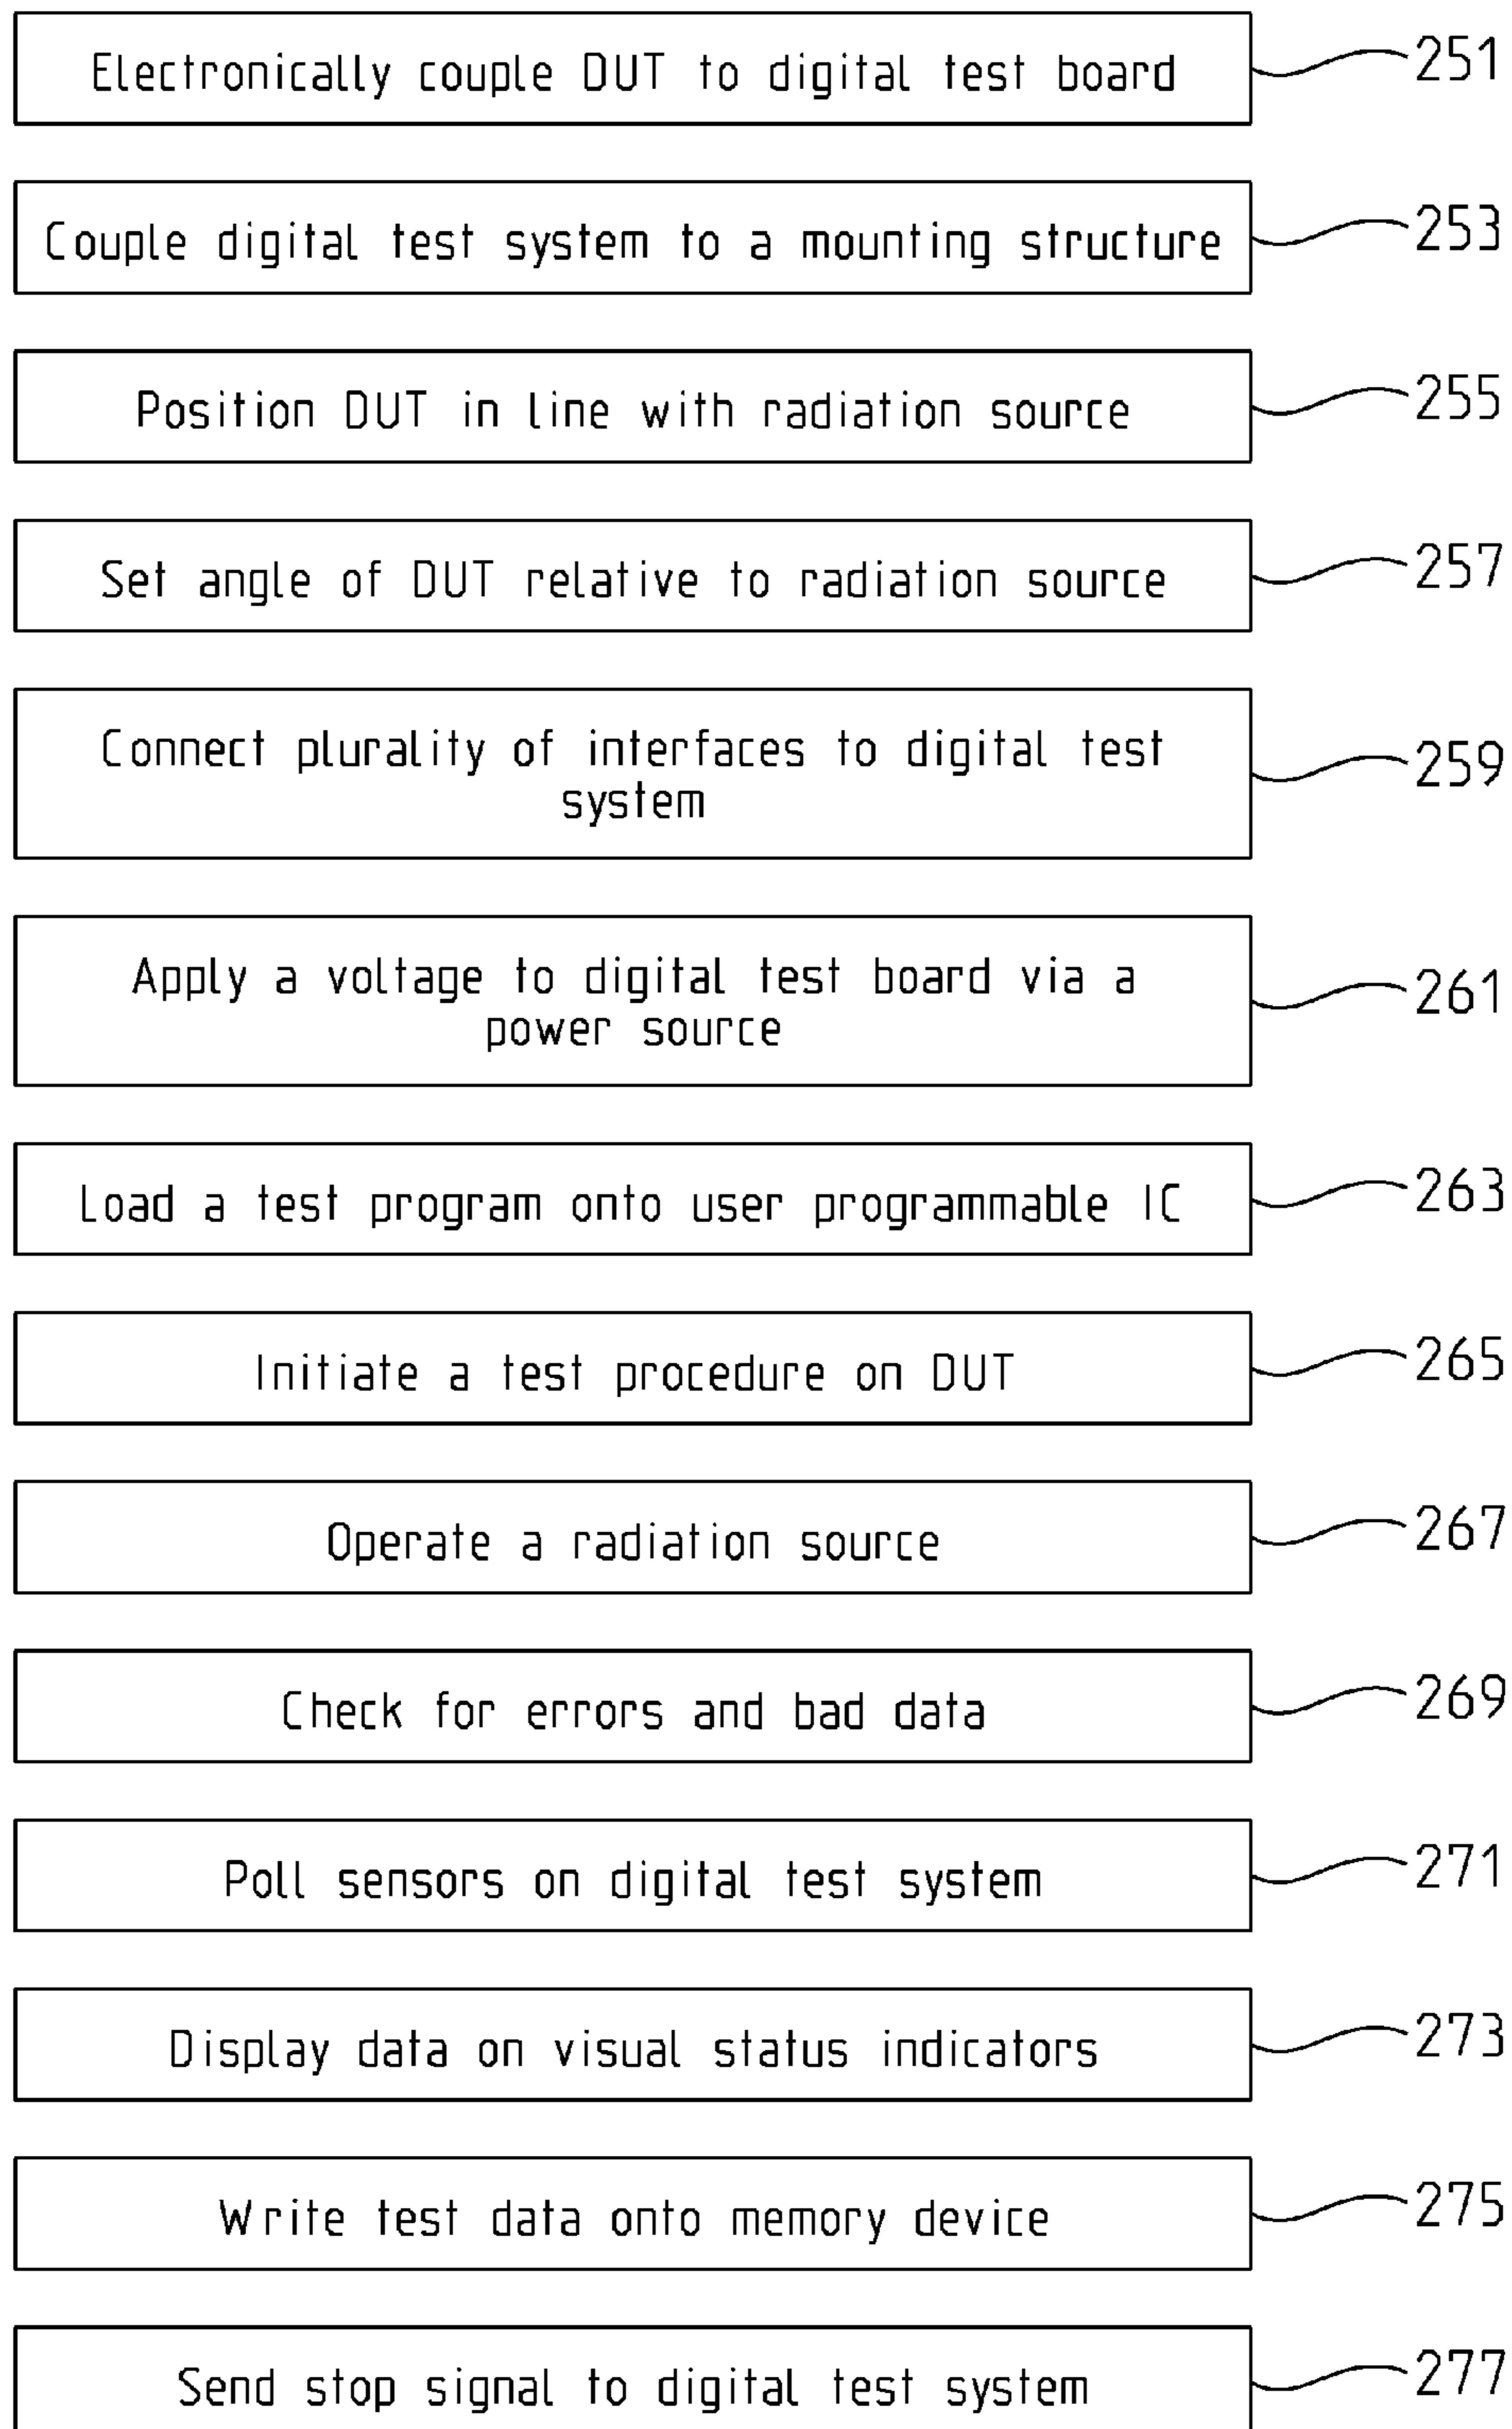 Electronically couple DUT to digital test board
251
Couple digital test system to a mounting structure
253
Position DUT in line with radiation source
255
Set angle of DUT relative to radiation source
257
Connect plurality of interfaces to digital test
system
259
Apply a voltage to digital test board via a
power source
261
Load a test program onto user programmable IC
263
Initiate a test procedure on DUT
265
Operate a radiation source
267
Check for errors and bad data
269
Poll sensors on digital test system
271
Display data on visual status indicators
273
Write test data onto memory device
275
Send stop signal to digital test system
277